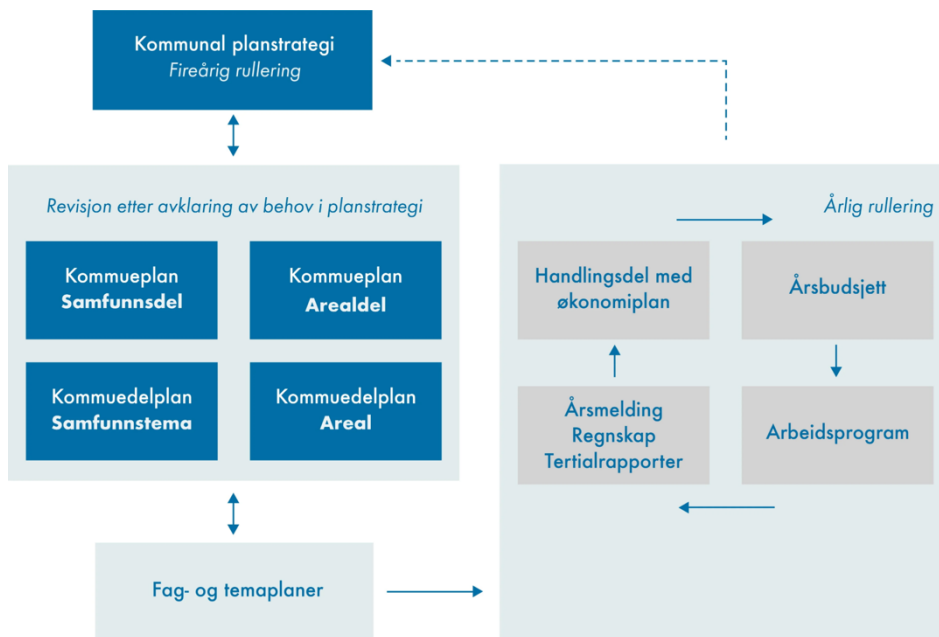 Kommunal planstrategi
Fireårig rullering
Revisjon etter avklaring av behov i planstrategi
Kommueplan
Samfunnsdel
Kommueplan
Arealdel
Kommuedelplan
Samfunnstema
Kommuedelplan
Areal
Fag- og temaplaner
Årlig rullering
Handlingsdel med
økonomiplan
Årsbudsjett
Årsmelding
Regnskap
Tertialrapporter
Arbeidsprogram